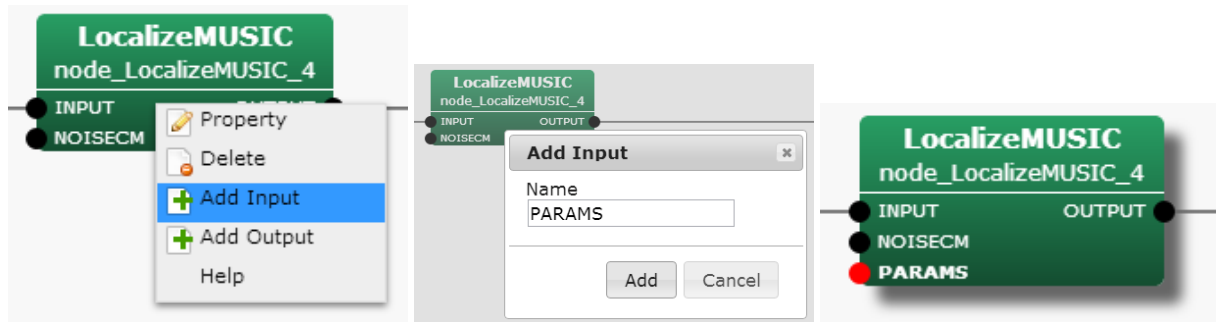 LocalizeMUSIC
node_LocalizeMUSIC_4
INPUT
NOISECM
Property
Delete
Add Input
Add Output
Help
LocalizeMUSIC
node_LocalizeMUSIC_4
INPUT OUTPUT
NOISECM
Add Input
Name
PARAMS
Add Cancel
LocalizeMUSIC
node_LocalizeMUSIC_4
INPUT OUTPUT
NOISECM
PARAMS